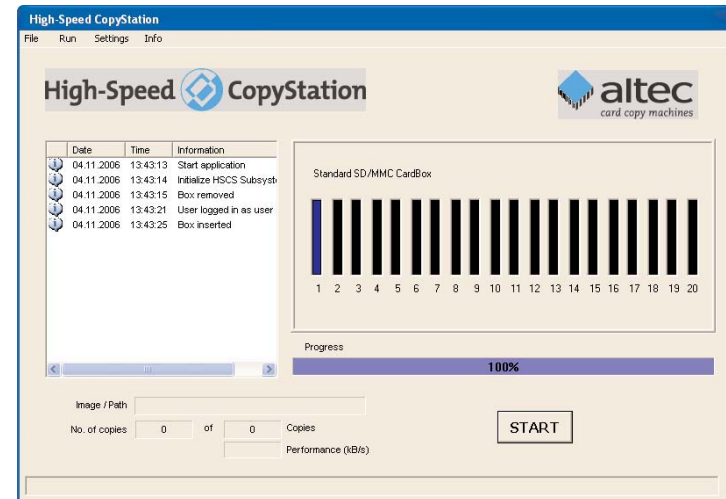 High-Speed CopyStation
File Run Settings Info
High-Speed CopyStation
altec
card copy machines
Date Time Information
04.11.2006 13:43:13 Start application
04.11.2006 13:43:14 Initialize HSCS Subsyst
04.11.2006 13:43:15 Box removed
04.11.2006 13:43:21 User logged in as user
04.11.2006 13:43:25 Box inserted
Standard SD/MMC CardBox
1 2 3 4 5 6 7 8 9 10 11 12 13 14 15 16 17 18 19 20
Progress
100%
Image / Path
No. of copies 0 of 0 Copies
Performance (kB/s)
START